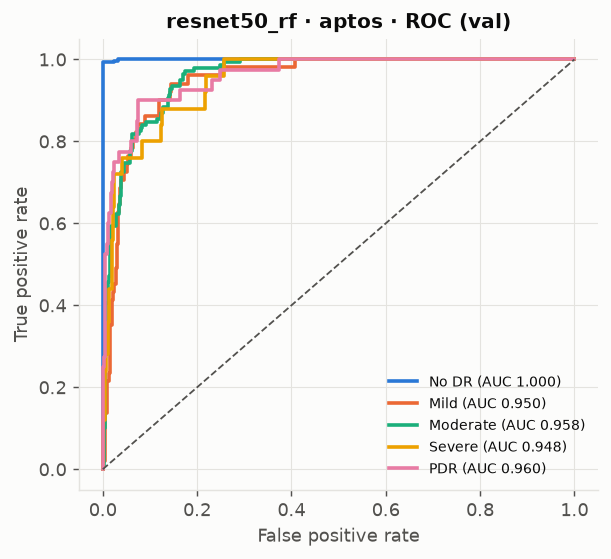 resnet50_rf · aptos · ROC (val)
True positive rate
1.0
0.8
0.6
0.4
0.2
0.0
No DR (AUC 1.000)
Mild (AUC 0.950)
Moderate (AUC 0.958)
Severe (AUC 0.948)
PDR (AUC 0.960)
0.0 0.2 0.4 0.6 0.8 1.0
False positive rate